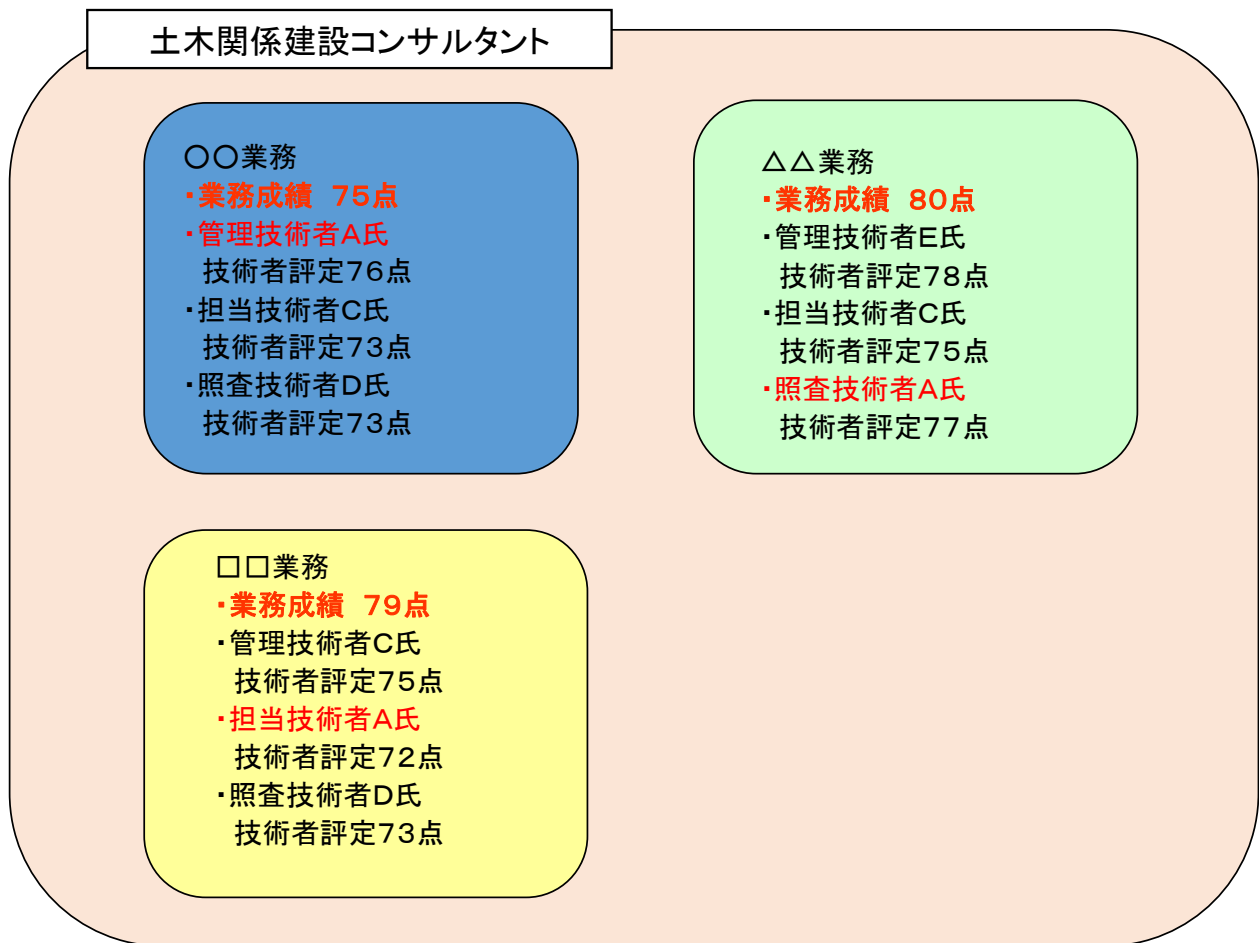 土木関係建設コンサルタント
〇〇業務
・業務成績　７５点
・管理技術者Ａ氏
技術者評定７６点
・担当技術者Ｃ氏
技術者評定７３点
・照査技術者Ｄ氏
技術者評定７３点
△△業務
・業務成績　８０点
・管理技術者Ｅ氏
技術者評定７８点
・担当技術者Ｃ氏
技術者評定７５点
・照査技術者Ａ氏
技術者評定７７点
□□業務
・業務成績　７９点
・管理技術者Ｃ氏
技術者評定７５点
・担当技術者Ａ氏
技術者評定７２点
・照査技術者Ｄ氏
技術者評定７３点